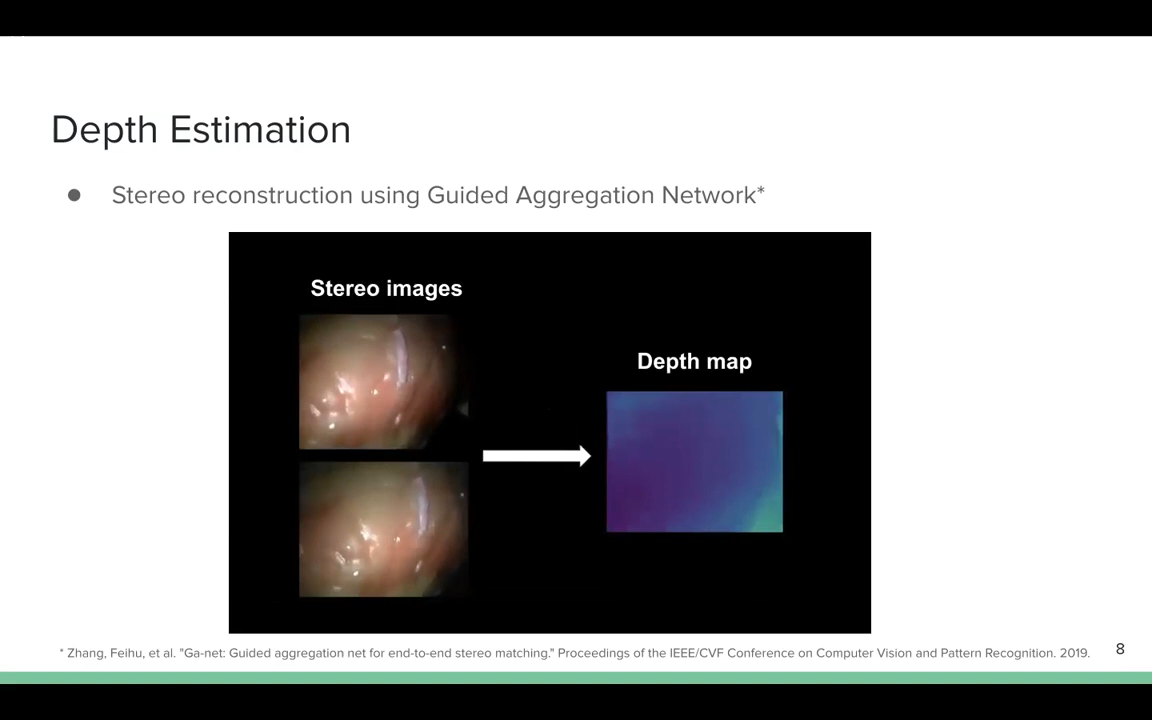 Depth Estimation
● Stereo reconstruction using Guided Aggregation Network*
Stereo images
Depth map
* Zhang, Feihu, et al. "Ga-net: Guided aggregation net for end-to-end stereo matching." Proceedings of the IEEE/CVF Conference on Computer Vision and Pattern Recognition. 2019.
8